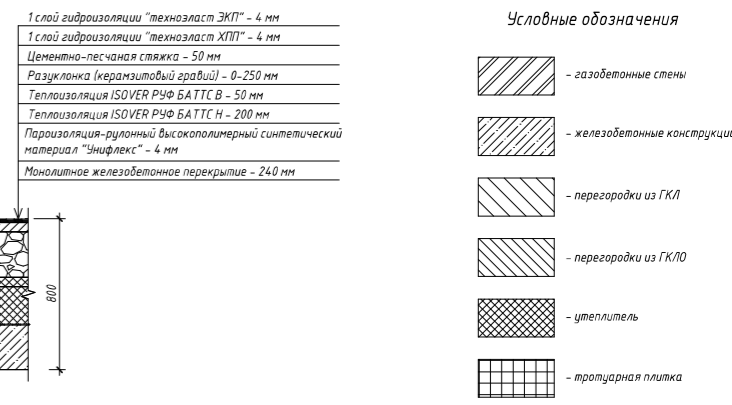 1 слой гидроизоляции "техноэласт ЭКП" - 4 мм
1 слой гидроизоляции "техноэласт ХПП" - 4 мм
Цементно-песчаная стяжка - 50 мм
Разуклонка (керамзитовый гравий) - 0-250 мм
Теплоизоляция ISOVER РУФ БАТТС В - 50 мм
Теплоизоляция ISOVER РУФ БАТТС Н - 200 мм
Пароизоляция-рулонный высокополимерный синтетический
материал "Унифлекс" - 4 мм
Монолитное железобетонное перекрытие - 240 мм
800
Условные обозначения
- газобетонные стены
- железобетонные конструкции
- перегородки из ГКЛ
- перегородки из ГКЛО
- утеплитель
- тротуарная плитка